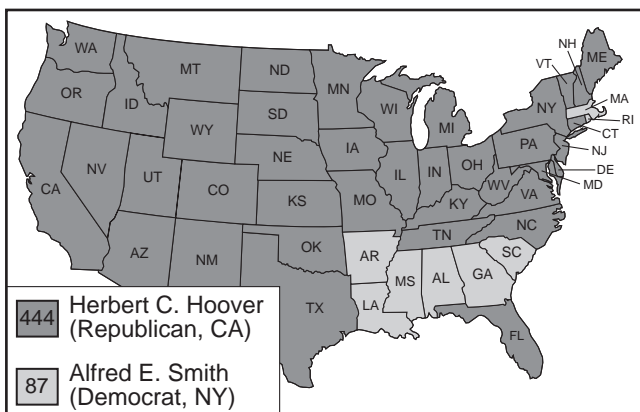 WA
MT
ND
MN
OR
ID
SD
WI
MI
WY
NE
IA
NV
UT
CO
IL
IN
OH
PA
NY
VT
NH
ME
MA
RI
CT
NJ
DE
MD
CA
KS
MO
KY
WV
VA
AZ
NM
OK
TN
NC
AR
SC
TX
LA
MS
AL
GA
FL
444 Herbert C. Hoover
(Republican, CA)
87 Alfred E. Smith
(Democrat, NY)